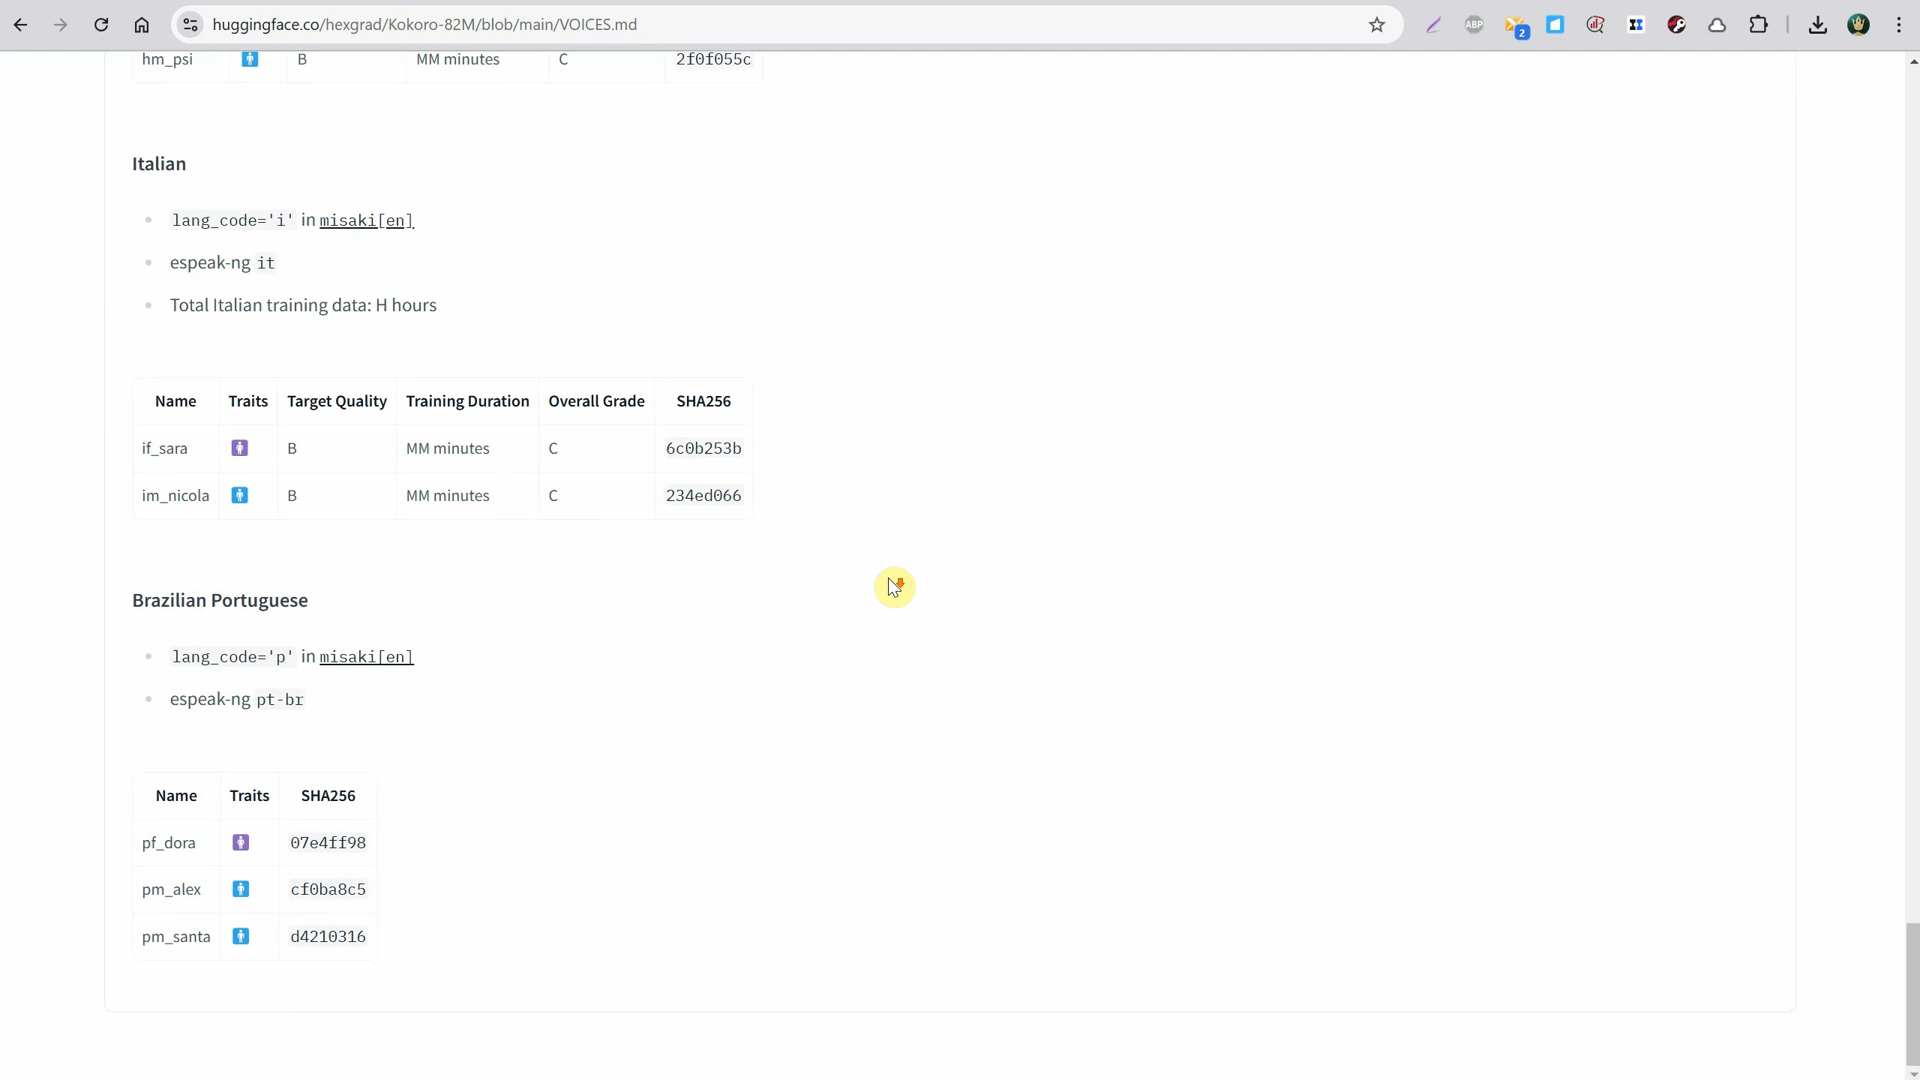 huggingface.co/hexgrad/Kokoro-82M/blob/main/VOICES.md
ABP
2
hm_psi B MM minutes C 2f0f055c
Italian
lang_code='i' in misaki[en]
espeak-ng it
Total Italian training data: H hours
Name Traits Target Quality Training Duration Overall Grade SHA256
if_sara B MM minutes C 6c0b253b
im_nicola B MM minutes C 234ed066
Brazilian Portuguese
lang_code='p' in misaki[en]
espeak-ng pt-br
Name Traits SHA256
pf_dora 07e4ff98
pm_alex cf0ba8c5
pm_santa d4210316